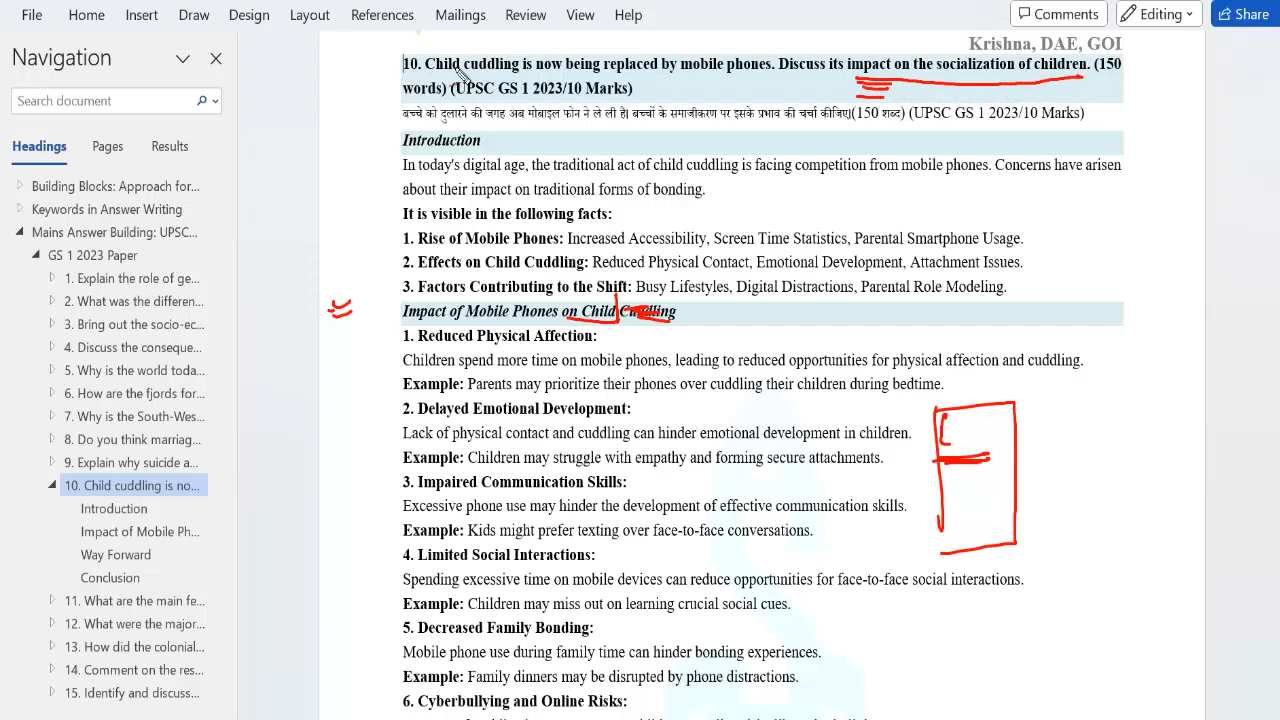 File Home Insert Draw Design Layout References Mailings Review View Help Comments Editing Share
Navigation
Search document
Headings Pages Results
Building Blocks: Approach for...
Keywords in Answer Writing
Mains Answer Building: UPSC...
GS 1 2023 Paper
1. Explain the role of ge...
2. What was the differen...
3. Bring out the socio-ec...
4. Discuss the conseque...
5. Why is the world toda...
6. How are the fjords for...
7. Why is the South-Wes...
8. Do you think marriag...
9. Explain why suicide a...
10. Child cuddling is no...
Introduction
Impact of Mobile Ph...
Way Forward
Conclusion
11. What are the main fe...
12. What were the major...
13. How did the colonial...
14. Comment on the res...
15. Identify and discuss...
Krishna, DAE, GOI
10. Child cuddling is now being replaced by mobile phones. Discuss its impact on the socialization of children. (150
words) (UPSC GS 1 2023/10 Marks)
बच्चे को दुलारने की जगह अब मोबाइल फोन ने ले ली है। बच्चों के समाजीकरण पर इसके प्रभाव की चर्चा कीजिए।(150 शब्द) (UPSC GS 1 2023/10 Marks)
Introduction
In today's digital age, the traditional act of child cuddling is facing competition from mobile phones. Concerns have arisen
about their impact on traditional forms of bonding.
It is visible in the following facts:
1. Rise of Mobile Phones: Increased Accessibility, Screen Time Statistics, Parental Smartphone Usage.
2. Effects on Child Cuddling: Reduced Physical Contact, Emotional Development, Attachment Issues.
3. Factors Contributing to the Shift: Busy Lifestyles, Digital Distractions, Parental Role Modeling.
Impact of Mobile Phones on Child Cuddling
1. Reduced Physical Affection:
Children spend more time on mobile phones, leading to reduced opportunities for physical affection and cuddling.
Example: Parents may prioritize their phones over cuddling their children during bedtime.
2. Delayed Emotional Development:
Lack of physical contact and cuddling can hinder emotional development in children.
Example: Children may struggle with empathy and forming secure attachments.
3. Impaired Communication Skills:
Excessive phone use may hinder the development of effective communication skills.
Example: Kids might prefer texting over face-to-face conversations.
4. Limited Social Interactions:
Spending excessive time on mobile devices can reduce opportunities for face-to-face social interactions.
Example: Children may miss out on learning crucial social cues.
5. Decreased Family Bonding:
Mobile phone use during family time can hinder bonding experiences.
Example: Family dinners may be disrupted by phone distractions.
6. Cyberbullying and Online Risks: